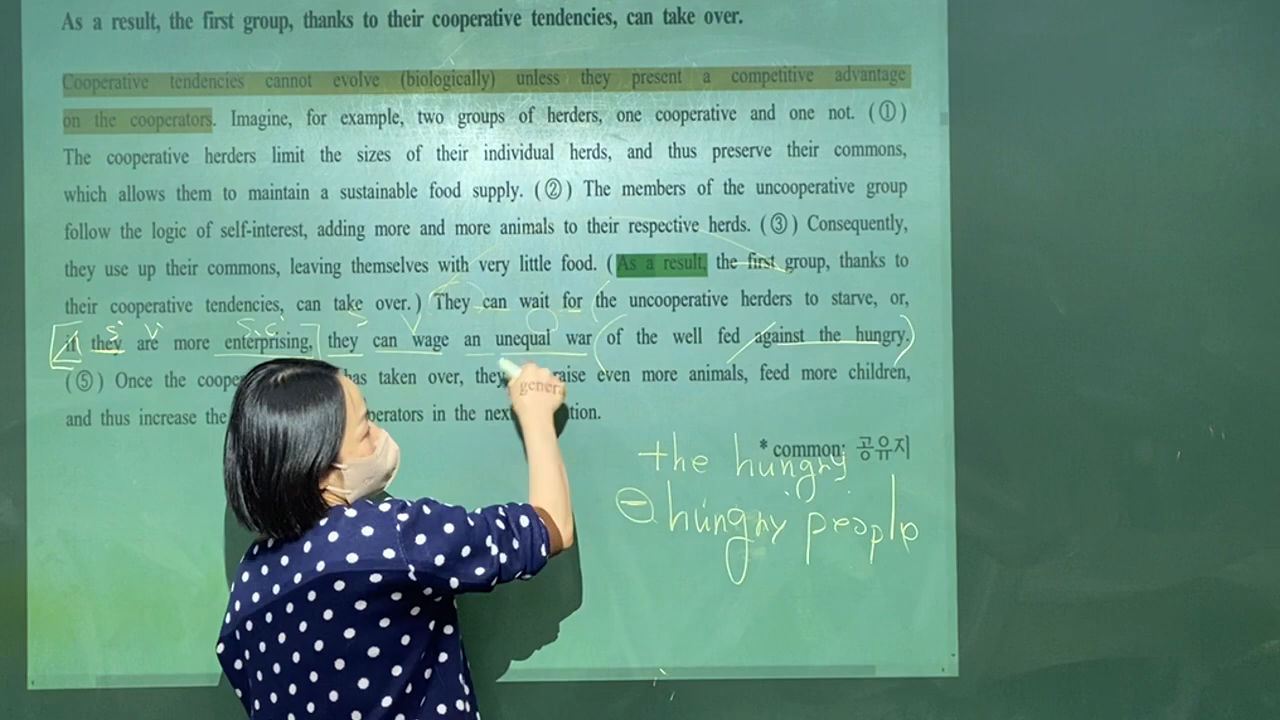 As a result, the first group, thanks to their cooperative tendencies, can take over.
Cooperative tendencies cannot evolve (biologically) unless they present a competitive advantage
on the cooperators. Imagine, for example, two groups of herders, one cooperative and one not. (①)
The cooperative herders limit the sizes of their individual herds, and thus preserve their commons,
which allows them to maintain a sustainable food supply. (②) The members of the uncooperative group
follow the logic of self-interest, adding more and more animals to their respective herds. (③) Consequently,
they use up their commons, leaving themselves with very little food. (As a result, the first group, thanks to
their cooperative tendencies, can take over.) They can wait for the uncooperative herders to starve, or,
S V S.C S V
if they are more enterprising, they can wage an unequal war of the well fed against the hungry.
(⑤) Once the has taken over, they raise even more animals, feed more children,
and thus increase the in the
* common: 공유지
the hungry
hungry people